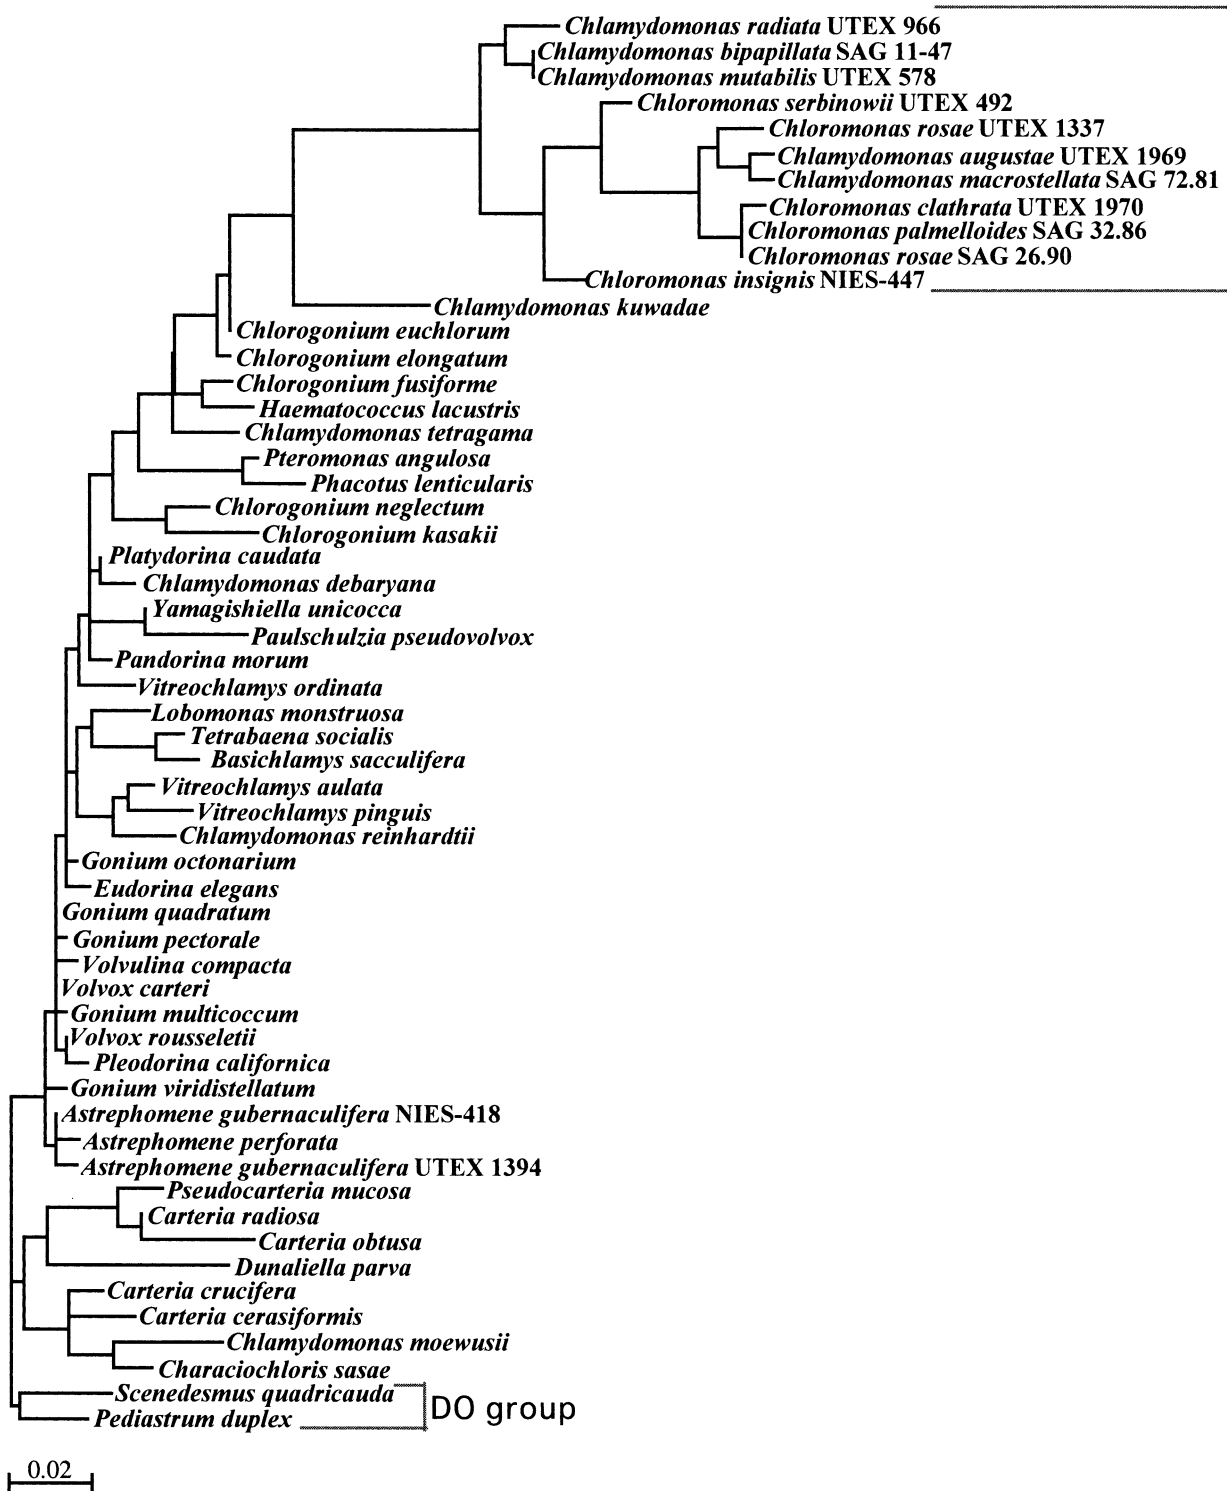 Chlamydomonas radiata UTEX 966
Chlamydomonas bipapillata SAG 11-47
Chlamydomonas mutabilis UTEX 578
Chloromonas serbinowii UTEX 492
Chloromonas rosae UTEX 1337
Chlamydomonas augustae UTEX 1969
Chlamydomonas macrostellata SAG 72.81
Chloromonas clathrata UTEX 1970
Chloromonas palmelloides SAG 32.86
Chloromonas rosae SAG 26.90
Chloromonas insignis NIES-447
Chlamydomonas kuwadae
Chlorogonium euchlorum
Chlorogonium elongatum
Chlorogonium fusiforme
Haematococcus lacustris
Chlamydomonas tetragama
Pteromonas angulosa
Phacotus lenticularis
Chlorogonium neglectum
Chlorogonium kasakii
Platydorina caudata
Chlamydomonas debaryana
Yamagishiella unicocca
Paulschulzia pseudovolvox
Pandorina morum
Vitreochlamys ordinata
Lobomonas monstruosa
Tetrabaena socialis
Basichlamys sacculifera
Vitreochlamys aulata
Vitreochlamys pinguis
Chlamydomonas reinhardtii
Gonium octonarium
Eudorina elegans
Gonium quadratum
Gonium pectorale
Volvulina compacta
Volvox carteri
Gonium multicoccum
Volvox rousseletii
Pleodorina californica
Gonium viridistellatum
Astrephomene gubernaculifera NIES-418
Astrephomene perforata
Astrephomene gubernaculifera UTEX 1394
Pseudocarteria mucosa
Carteria radiosa
Carteria obtusa
Dunaliella parva
Carteria crucifera
Carteria cerasiformis
Chlamydomonas moewusii
Characiochloris sasae
Scenedesmus quadricauda
DO group
Pediastrum duplex
0.02